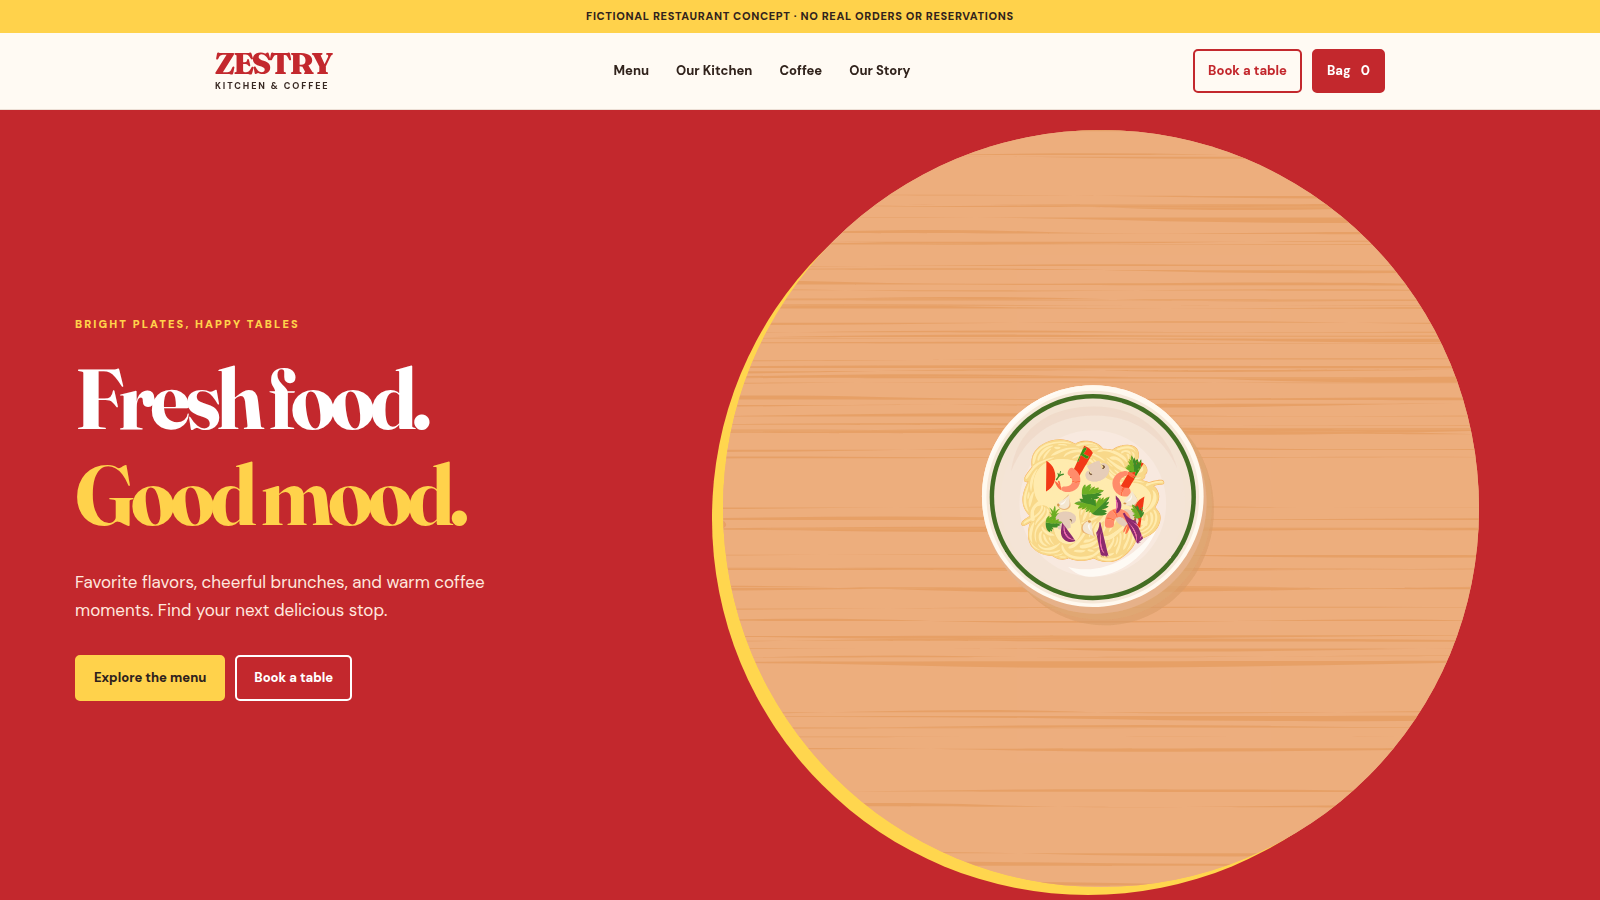 FICTIONAL RESTAURANT CONCEPT · NO REAL ORDERS OR RESERVATIONS
ZESTRY
KITCHEN & COFFEE
Menu
Our Kitchen
Coffee
Our Story
Book a table
Bag 0
BRIGHT PLATES, HAPPY TABLES
Fresh food.
Good mood.
Favorite flavors, cheerful brunches, and warm coffee
moments. Find your next delicious stop.
Explore the menu
Book a table